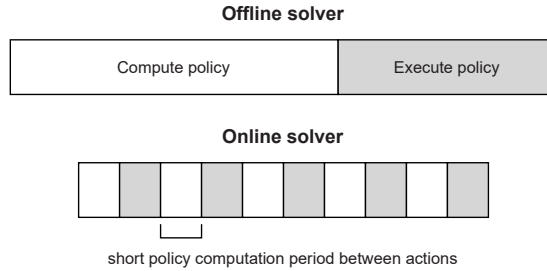 Offline solver
Compute policy
Execute policy
Online solver
short policy computation period between actions